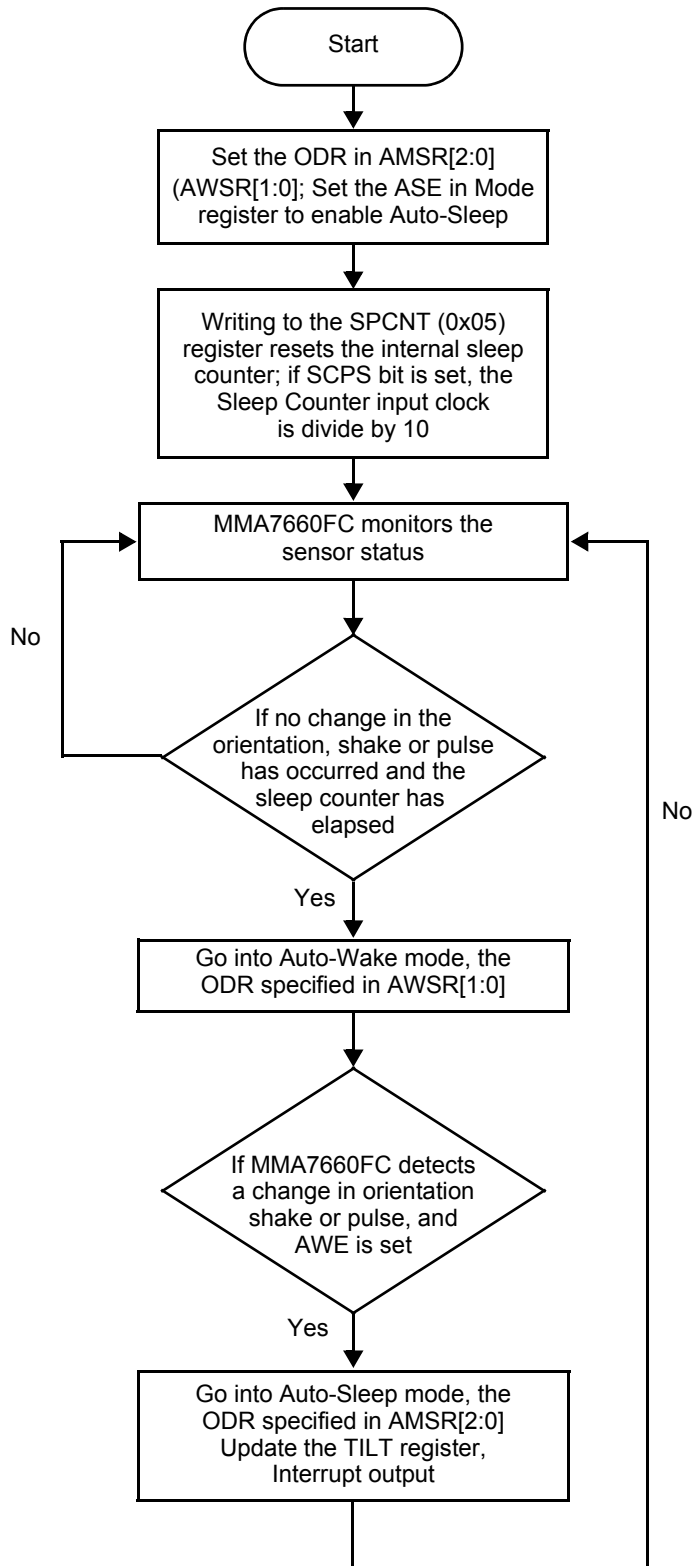 Start
Set the ODR in AMSR[2:0]
(AWSR[1:0]; Set the ASE in Mode
register to enable Auto-Sleep
Writing to the SPCNT (0x05)
register resets the internal sleep
counter; if SCPS bit is set, the
Sleep Counter input clock
is divide by 10
MMA7660FC monitors the
sensor status
No
If no change in the
orientation, shake or pulse
has occurred and the
sleep counter has
elapsed
No
Yes
Go into Auto-Wake mode, the
ODR specified in AWSR[1:0]
If MMA7660FC detects
a change in orientation
shake or pulse, and
AWE is set
Yes
Go into Auto-Sleep mode, the
ODR specified in AMSR[2:0]
Update the TILT register,
Interrupt output